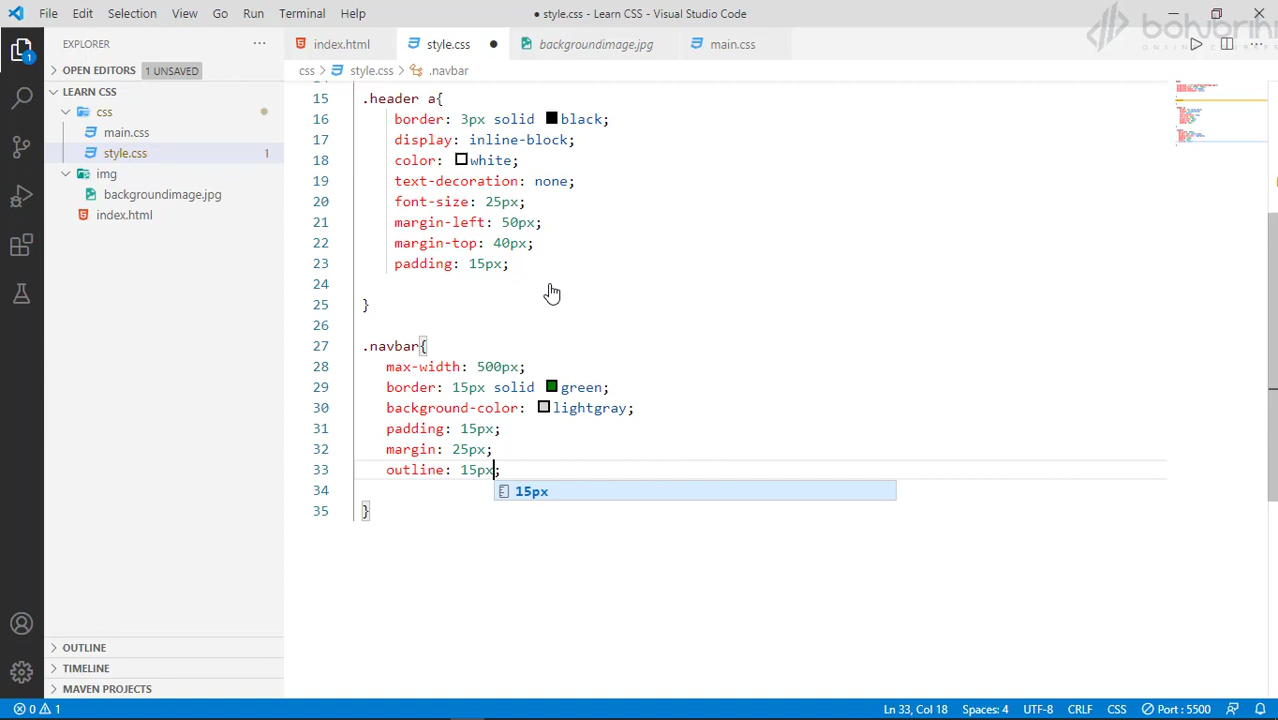 File Edit Selection View Go Run Terminal Help
● style.css - Learn CSS - Visual Studio Code
EXPLORER
index.html
style.css
backgroundimage.jpg
main.css
css > style.css > .navbar
OPEN EDITORS 1 UNSAVED
LEARN CSS
css
main.css
style.css 1
img
backgroundimage.jpg
index.html
OUTLINE
TIMELINE
MAVEN PROJECTS
1
15 .header a{
16 border: 3px solid black;
17 display: inline-block;
18 color: white;
19 text-decoration: none;
20 font-size: 25px;
21 margin-left: 50px;
22 margin-top: 40px;
23 padding: 15px;
24
25 }
26
27 .navbar{
28 max-width: 500px;
29 border: 15px solid green;
30 background-color: lightgray;
31 padding: 15px;
32 margin: 25px;
33 outline: 15px;
15px
34
35 }
0 1
Ln 33, Col 18 Spaces: 4 UTF-8 CRLF CSS Port : 5500